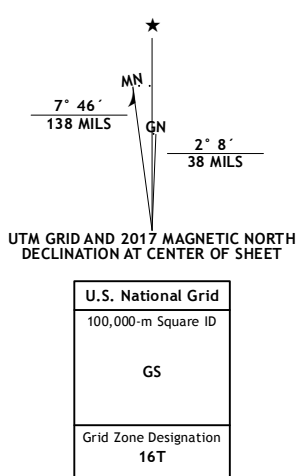 ★
MN
7° 46´
138 MILS
GN
2° 8´
38 MILS
UTM GRID AND 2017 MAGNETIC NORTH
DECLINATION AT CENTER OF SHEET
U.S. National Grid
100,000-m Square ID
GS
Grid Zone Designation
16T